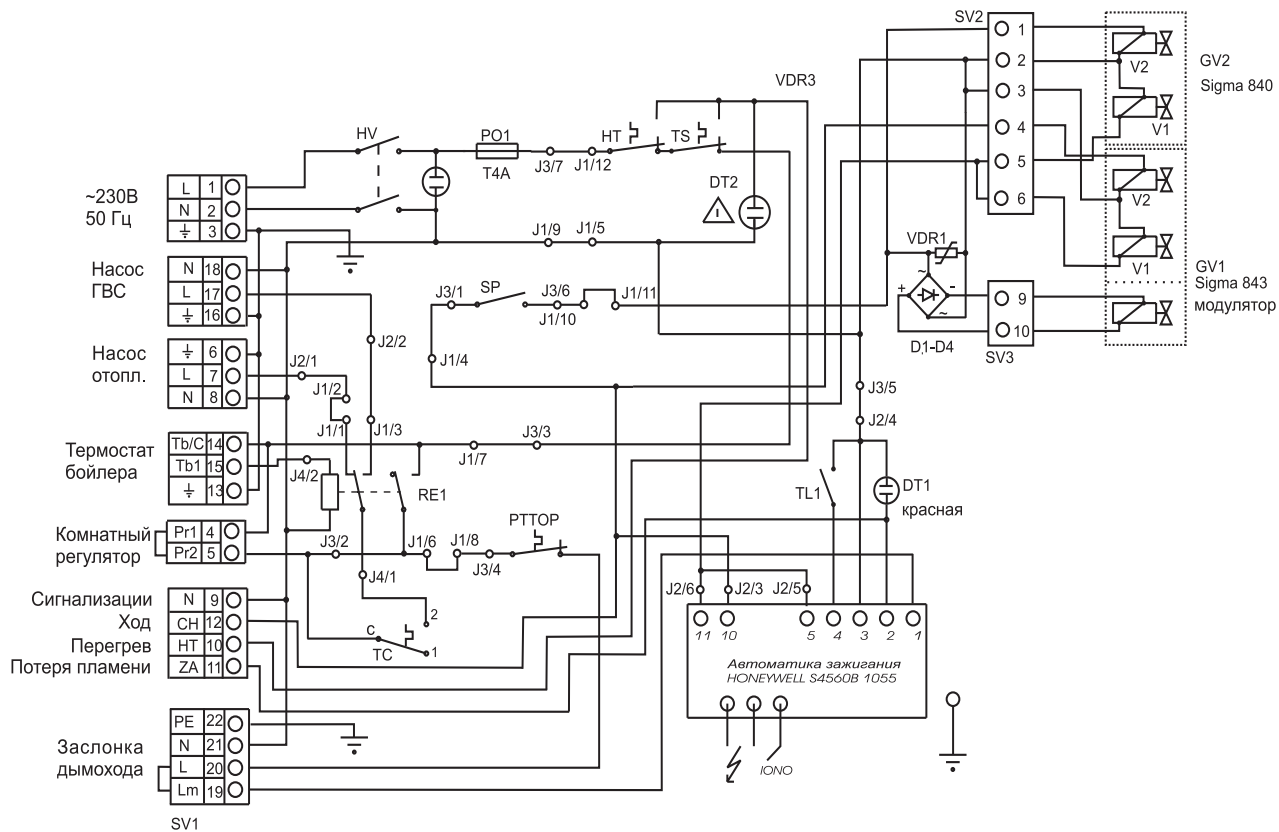 SV2
1
2
3
4
5
6
V2
V1
GV2
Sigma 840
V2
V1
GV1
Sigma 843
модулятор
VDR3
HV
PO1
T4A
J3/7
J1/12
HT
TS
DT2
~230В
50 Гц
L
1
N
2
3
J1/9
J1/5
Насос
ГВС
N
18
L
17
16
J3/1
SP
J3/6
J1/10
J1/11
J1/4
VDR1
~
+
-
~
D1-D4
9
10
SV3
Насос
отопл.
6
L
7
N
8
J2/1
J2/2
J1/2
J1/1
J1/3
J3/5
J2/4
Термостат
бойлера
Tb/C
14
Tb1
15
13
J4/2
J1/7
J3/3
RE1
TL1
DT1
красная
Комнатный
регулятор
Pr1
4
Pr2
5
J3/2
J1/6
J1/8
J3/4
PTTOP
J4/1
Сигнализации
Ход
Перегрев
Потеря пламени
N
9
CH
12
HT
10
ZA
11
C
2
TC
1
J2/6
J2/3
J2/5
11
10
5
4
3
2
1
Автоматика зажигания
HONEYWELL S4560B 1055
IONO
Заслонка
дымохода
PE
22
N
21
L
20
Lm
19
SV1